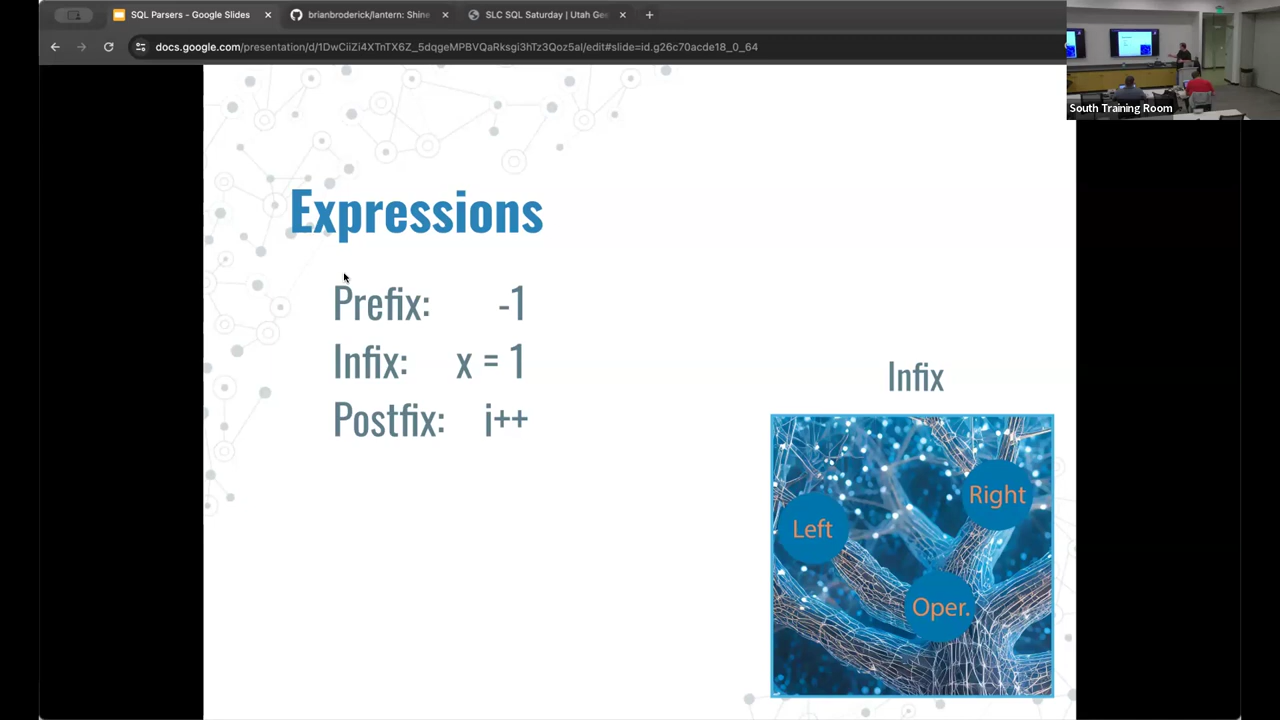 SQL Parsers - Google Slides
brianbroderick/lantern: Shine
SLC SQL Saturday | Utah Ge
docs.google.com/presentation/d/1DwCiiZi4XTnTX6Z_5dqgeMPBVQaRksgi3hTz3Qoz5aI/edit#slide=id.g26c70acde18_0_64
South Training Room
Expressions
Prefix: -1
Infix: x = 1
Postfix: i++
Infix
Right
Left
Oper.